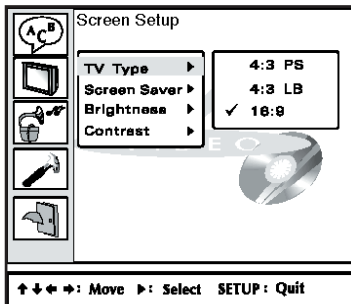 A C B
Screen Setup
TV Type ▶
Screen Saver ▶
Brightness ▶
Contrast ▶
4:3 PS
4:3 LB
✓ 16:9
↑↓←→: Move ▶: Select SETUP: Quit